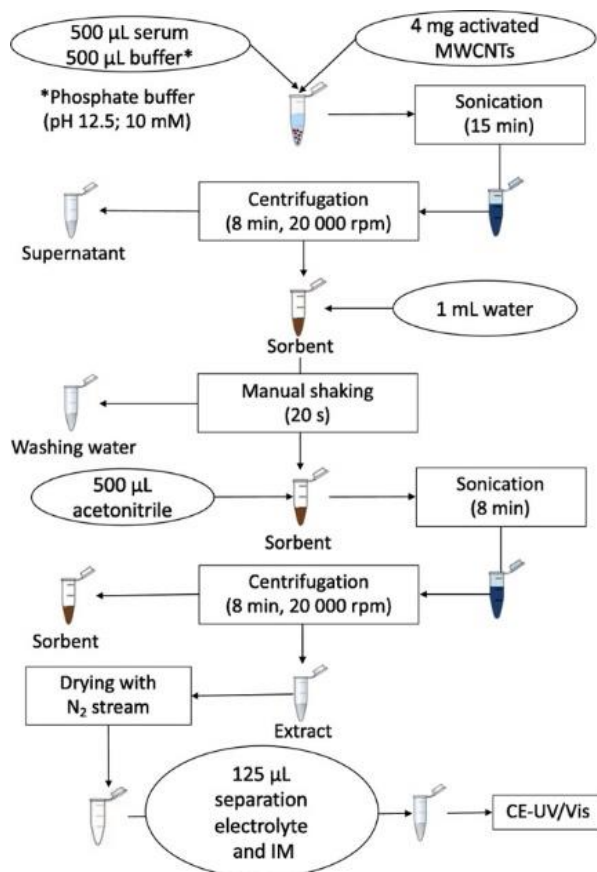 500 µL serum
500 µL buffer*
4 mg activated
MWCNTs
*Phosphate buffer
(pH 12.5; 10 mM)
Sonication
(15 min)
Centrifugation
(8 min, 20 000 rpm)
Supernatant
1 mL water
Sorbent
Manual shaking
(20 s)
Washing water
500 µL
acetonitrile
Sonication
(8 min)
Sorbent
Centrifugation
(8 min, 20 000 rpm)
Sorbent
Drying with
N₂ stream
Extract
125 µL
separation
electrolyte
and IM
CE-UV/Vis